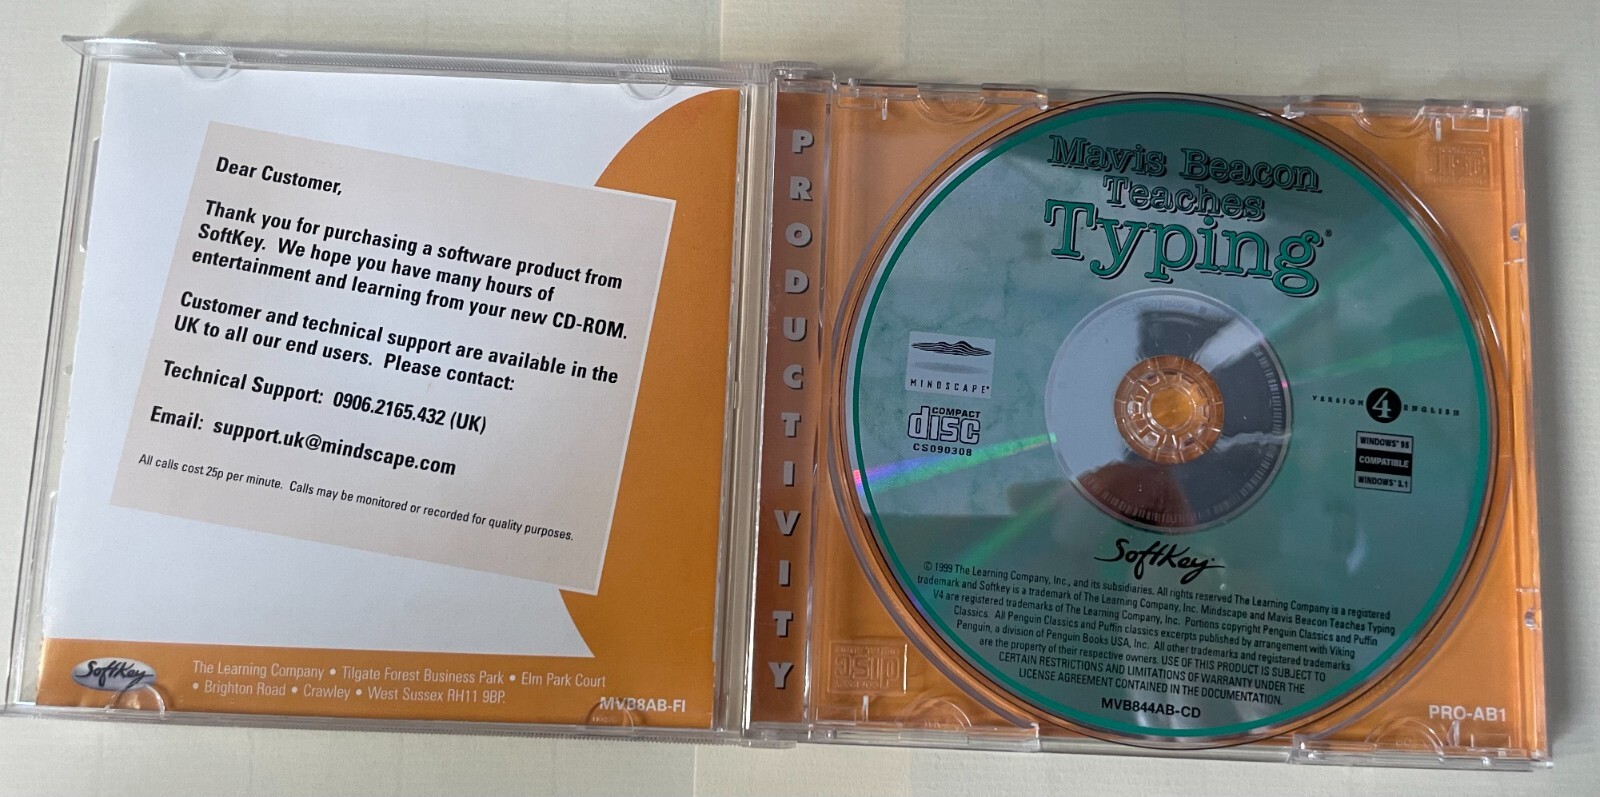 Dear Customer,
Thank you for purchasing a software product from
SoftKey. We hope you have many hours of
entertainment and learning from your new CD-ROM.
Customer and technical support are available in the
UK to all our end users. Please contact:
Technical Support: 0906.2165.432 (UK)
Email: support.uk@mindscape.com
All calls cost 25p per minute. Calls may be monitored or recorded for quality purposes.
SoftKey
The Learning Company • Tilgate Forest Business Park • Elm Park Court
• Brighton Road • Crawley • West Sussex RH11 9BP.
MVB8AB-FI
PRODUCTIVITY
Mavis Beacon
Teaches
Typing®
MINDSCAPE®
COMPACT
disc
CS090308
VERSION 4 ENGLISH
WINDOWS® 95
COMPATIBLE
WINDOWS® 3.1
SoftKey
© 1999 The Learning Company, Inc., and its subsidiaries. All rights reserved The Learning Company is a registered
trademark and Softkey is a trademark of The Learning Company, Inc. Mindscape and Mavis Beacon Teaches Typing
V4 are registered trademarks of The Learning Company, Inc. Portions copyright Penguin Classics and Puffin
Classics. All Penguin Classics and Puffin classics excerpts published by arrangement with Viking
Penguin, a division of Penguin Books USA, Inc. All other trademarks and registered trademarks
are the property of their respective owners. USE OF THIS PRODUCT IS SUBJECT TO
CERTAIN RESTRICTIONS AND LIMITATIONS OF WARRANTY UNDER THE
LICENSE AGREEMENT CONTAINED IN THE DOCUMENTATION.
MVB844AB-CD
PRO-AB1